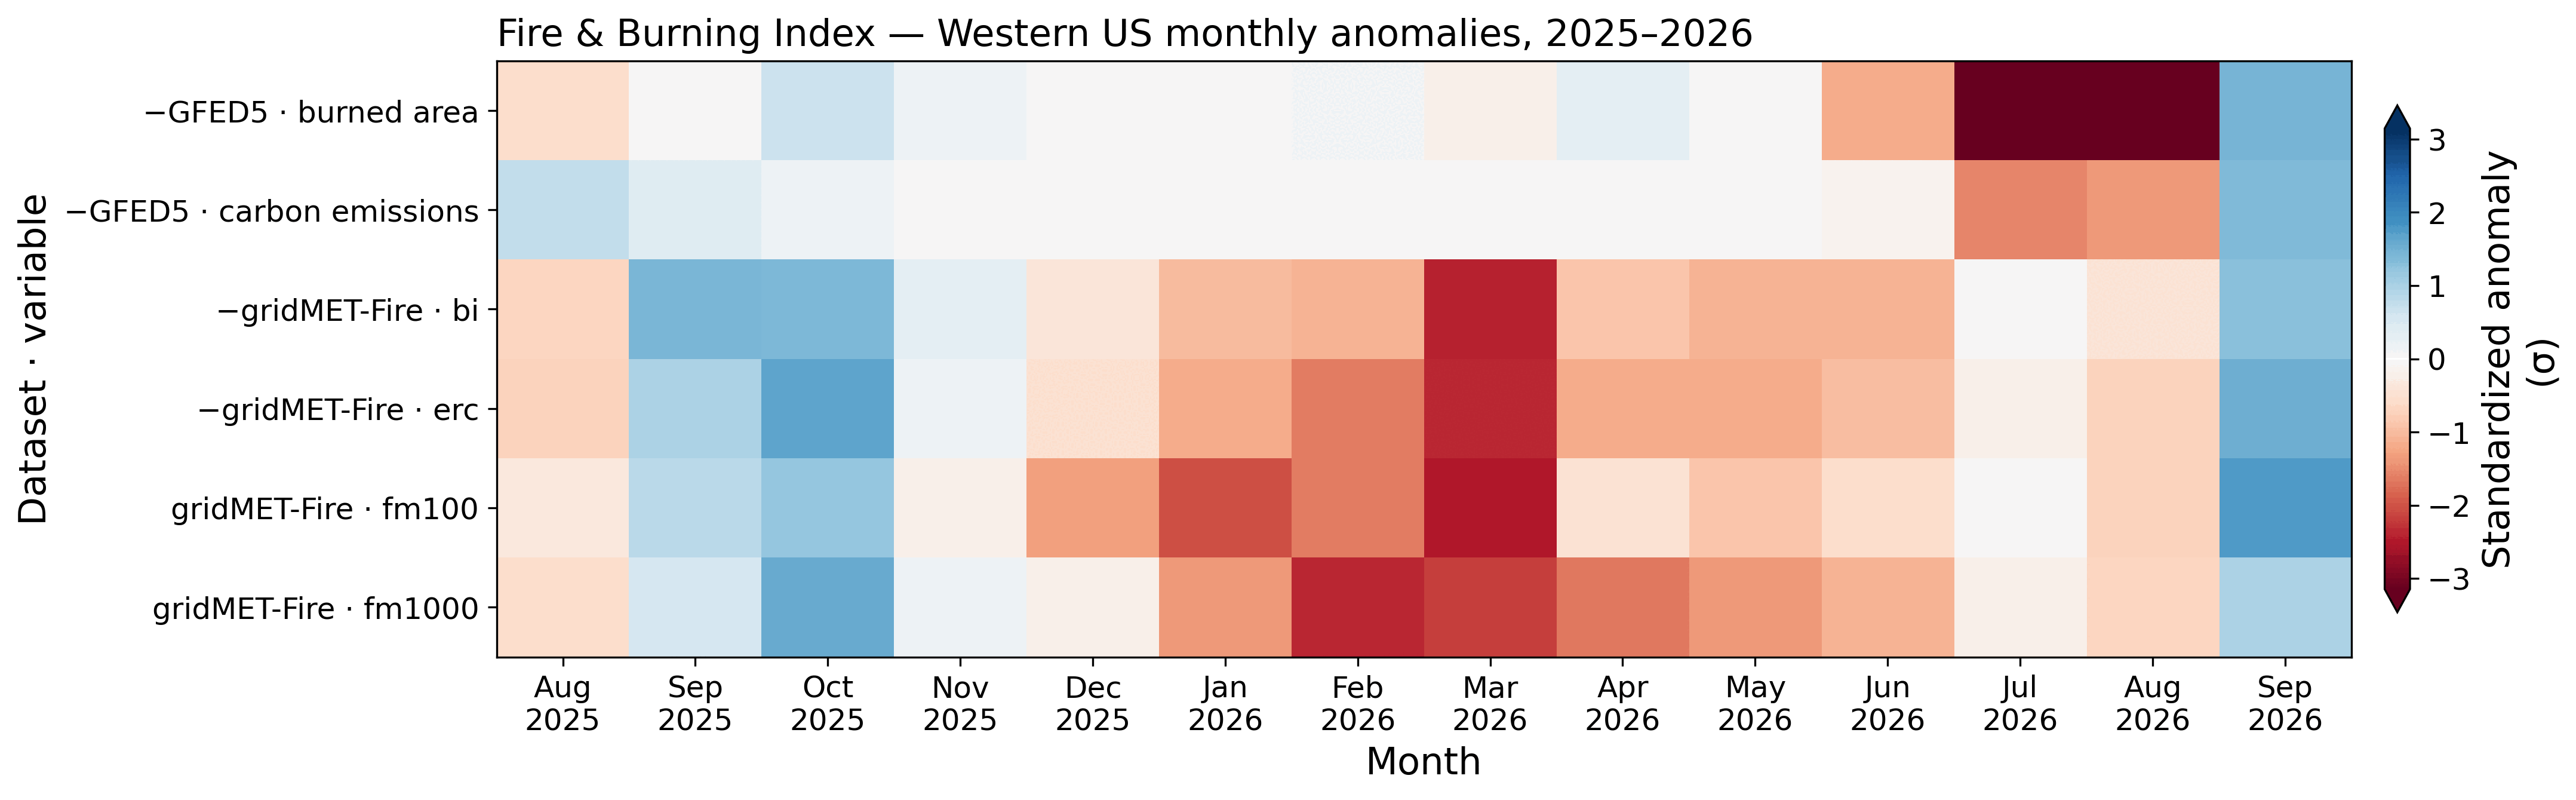 Fire & Burning Index — Western US monthly anomalies, 2025–2026
Dataset · variable
−GFED5 · burned area
−GFED5 · carbon emissions
−gridMET-Fire · bi
−gridMET-Fire · erc
gridMET-Fire · fm100
gridMET-Fire · fm1000
Aug
2025
Sep
2025
Oct
2025
Nov
2025
Dec
2025
Jan
2026
Feb
2026
Mar
2026
Apr
2026
May
2026
Jun
2026
Jul
2026
Aug
2026
Sep
2026
Month
3
2
1
0
−1
−2
−3
Standardized anomaly
(σ)